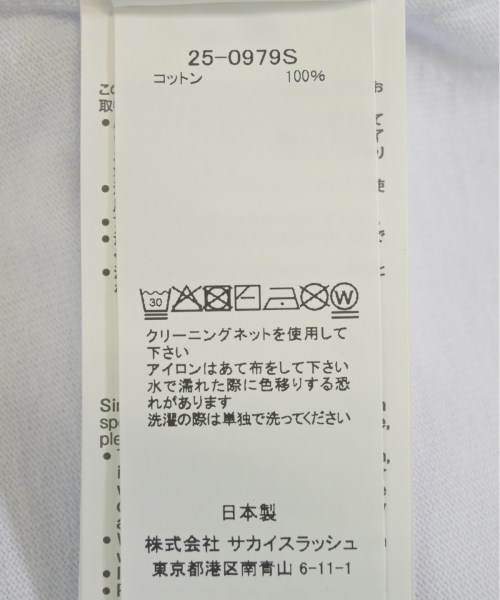 25-0979S
コットン 100%
30
W
クリーニングネットを使用して
下さい
アイロンはあて布をして下さい
水で濡れた際に色移りする恐
れがあります
洗濯の際は単独で洗ってください
日本製
株式会社 サカイスラッシュ
東京都港区南青山 6-11-1